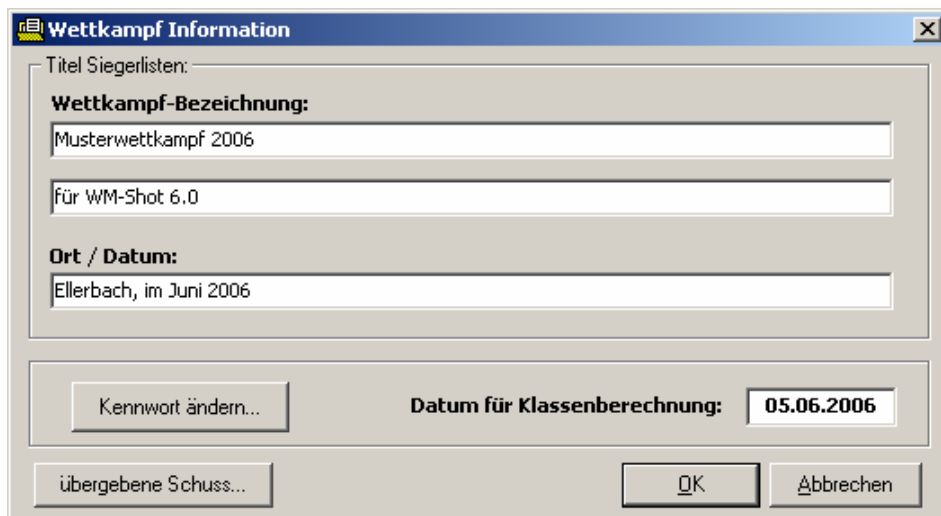 Wettkampf Information
Titel Siegerlisten:
Wettkampf-Bezeichnung:
Musterwettkampf 2006
für WM-Shot 6.0
Ort / Datum:
Ellerbach, im Juni 2006
Kennwort ändern... Datum für Klassenberechnung: 05.06.2006
übergebene Schuss... OK Abbrechen